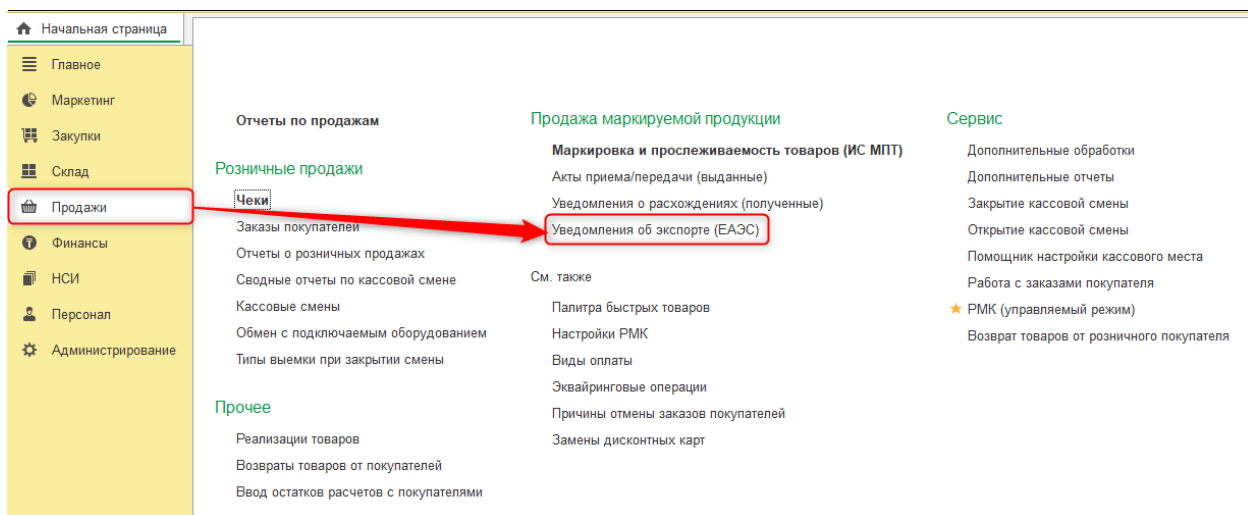 Начальная страница
Главное
Маркетинг
Закупки
Склад
Продажи
Финансы
НСИ
Персонал
Администрирование
Отчеты по продажам
Розничные продажи
Чеки
Заказы покупателей
Отчеты о розничных продажах
Сводные отчеты по кассовой смене
Кассовые смены
Обмен с подключаемым оборудованием
Типы выемки при закрытии смены
Прочее
Реализации товаров
Возвраты товаров от покупателей
Ввод остатков расчетов с покупателями
Продажа маркируемой продукции
Маркировка и прослеживаемость товаров (ИС МПТ)
Акты приема/передачи (выданные)
Уведомления о расхождениях (полученные)
Уведомления об экспорте (ЕАЭС)
См. также
Палитра быстрых товаров
Настройки РМК
Виды оплаты
Эквайринговые операции
Причины отмены заказов покупателей
Замены дисконтных карт
Сервис
Дополнительные обработки
Дополнительные отчеты
Закрытие кассовой смены
Открытие кассовой смены
Помощник настройки кассового места
Работа с заказами покупателя
РМК (управляемый режим)
Возврат товаров от розничного покупателя